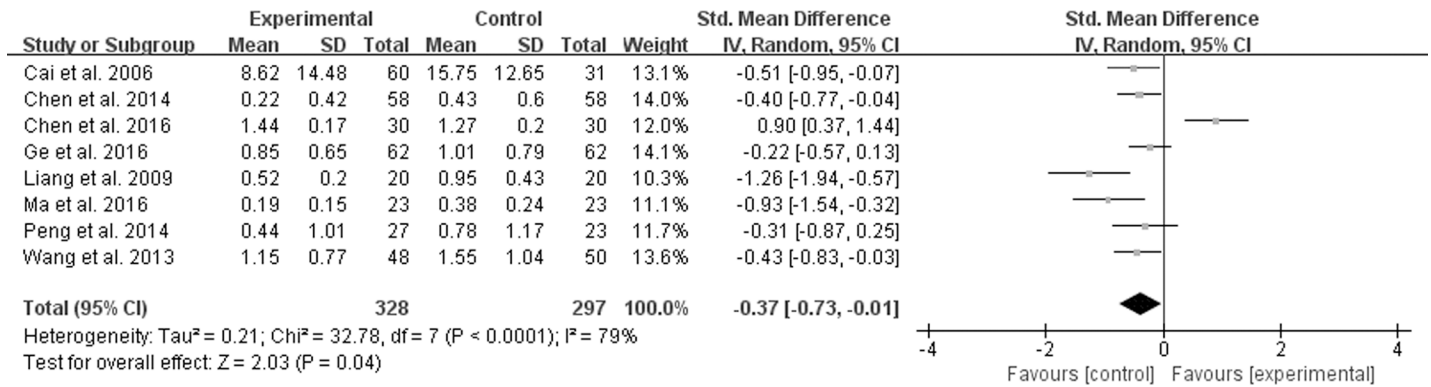 Experimental Control Std. Mean Difference Std. Mean Difference
Study or Subgroup Mean SD Total Mean SD Total Weight IV, Random, 95% CI IV, Random, 95% CI
Cai et al. 2006 8.62 14.48 60 15.75 12.65 31 13.1% -0.51 [-0.95, -0.07]
Chen et al. 2014 0.22 0.42 58 0.43 0.6 58 14.0% -0.40 [-0.77, -0.04]
Chen et al. 2016 1.44 0.17 30 1.27 0.2 30 12.0% 0.90 [0.37, 1.44]
Ge et al. 2016 0.85 0.65 62 1.01 0.79 62 14.1% -0.22 [-0.57, 0.13]
Liang et al. 2009 0.52 0.2 20 0.95 0.43 20 10.3% -1.26 [-1.94, -0.57]
Ma et al. 2016 0.19 0.15 23 0.38 0.24 23 11.1% -0.93 [-1.54, -0.32]
Peng et al. 2014 0.44 1.01 27 0.78 1.17 23 11.7% -0.31 [-0.87, 0.25]
Wang et al. 2013 1.15 0.77 48 1.55 1.04 50 13.6% -0.43 [-0.83, -0.03]
Total (95% CI) 328 297 100.0% -0.37 [-0.73, -0.01]
Heterogeneity: Tau² = 0.21; Chi² = 32.78, df = 7 (P < 0.0001); I² = 79%
Test for overall effect: Z = 2.03 (P = 0.04)
-4 -2 0 2 4
Favours [control] Favours [experimental]